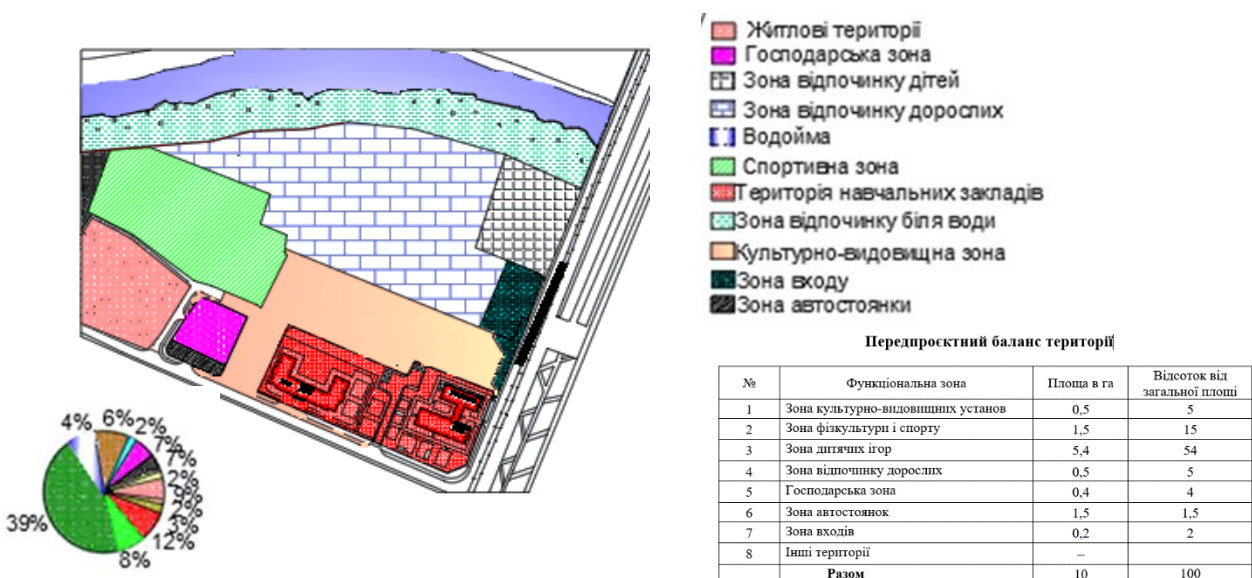 Житлові території
Господарська зона
Зона відпочинку дітей
Зона відпочинку дорослих
Водойма
Спортивна зона
Територія навчальних закладів
Зона відпочинку біля води
Культурно-видовищна зона
Зона входу
Зона автостоянки
Передпроєктний баланс території
№ Функціональна зона Площа в га Відсоток від
загальної площі
1 Зона культурно-видовищних установ 0,5 5
2 Зона фізкультури і спорту 1,5 15
3 Зона дитячих ігор 5,4 54
4 Зона відпочинку дорослих 0,5 5
5 Господарська зона 0,4 4
6 Зона автостоянок 1,5 1,5
7 Зона входів 0,2 2
8 Інші території –
Разом 10 100
4% 6% 2%
7%
7%
2%
9%
2%
3%
12%
8%
39%